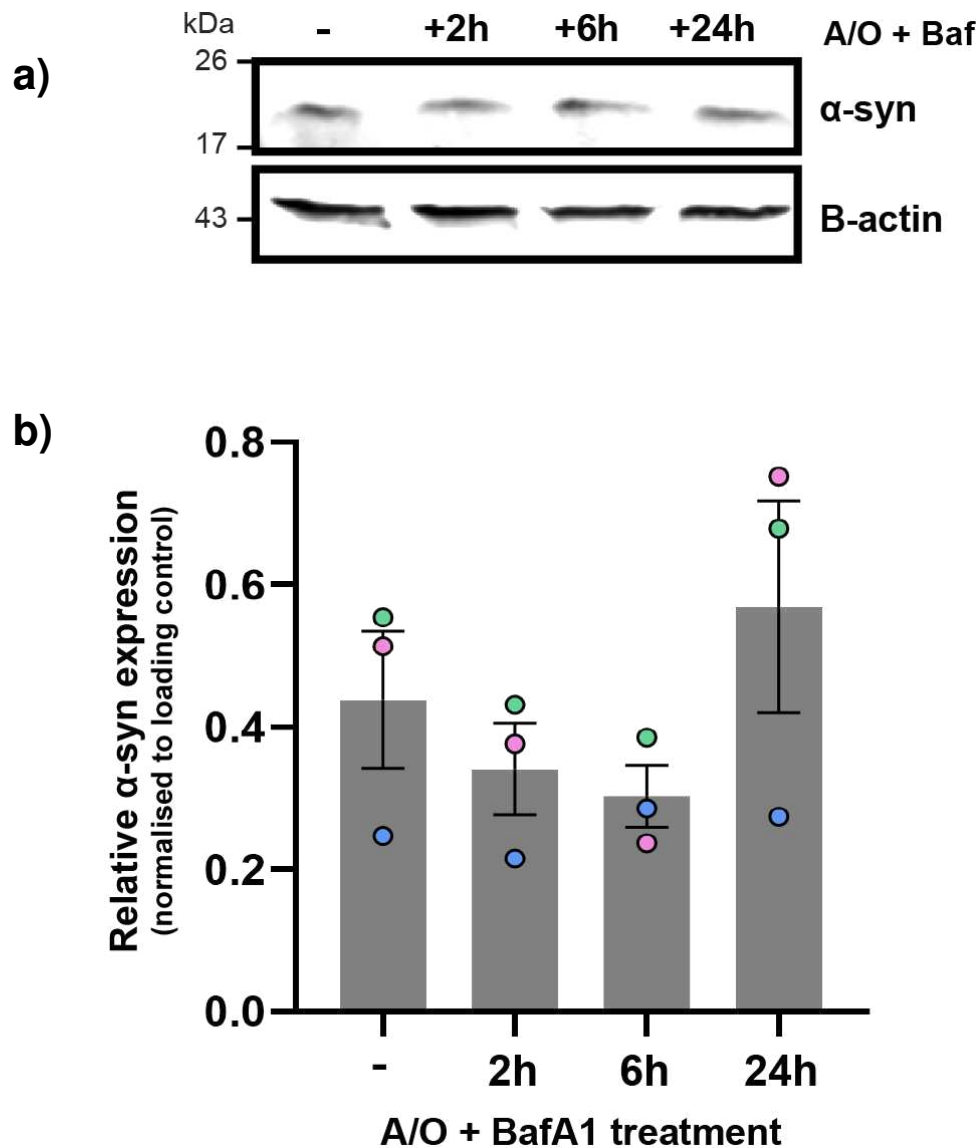 a)
kDa - +2h +6h +24h A/O + Baf
26
α-syn
17
43 B-actin
b)
Relative α-syn expression
(normalised to loading control)
0.8
0.6
0.4
0.2
0.0
- 2h 6h 24h
A/O + BafA1 treatment